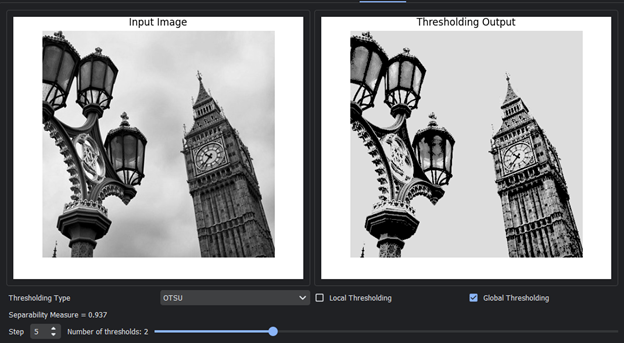 Input Image
Thresholding Output
Thresholding Type
OTSU
Local Thresholding
Global Thresholding
Separability Measure = 0.937
Step
5
Number of thresholds: 2